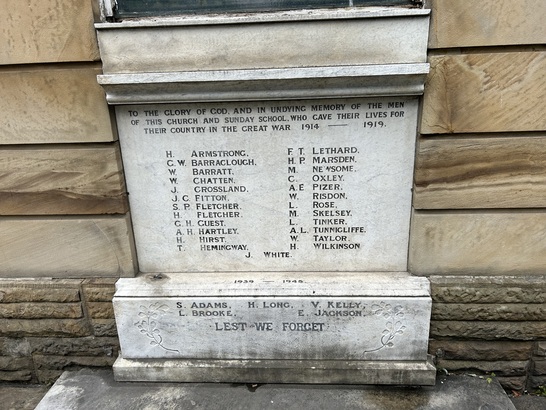 TO THE GLORY OF GOD, AND IN UNDYING MEMORY OF THE MEN
OF THIS CHURCH AND SUNDAY SCHOOL, WHO GAVE THEIR LIVES FOR
THEIR COUNTRY IN THE GREAT WAR 1914 — 1919.
H. ARMSTRONG.
G. W. BARRACLOUGH.
W. BARRATT.
W. CHATTEN.
J. CROSSLAND.
J. C. FITTON.
S. P. FLETCHER.
H. FLETCHER.
G. H. GUEST.
A. H. HARTLEY.
H. HIRST.
T. HEMINGWAY.
F. T. LETHARD.
H. P. MARSDEN.
M. NEWSOME.
C. OXLEY.
A. E. PIZER.
W. RISDON.
L. ROSE.
M. SKELSEY.
L. TINKER.
A. L. TUNNICLIFFE.
W. TAYLOR.
H. WILKINSON.
J. WHITE.
1939 — 1945.
S. ADAMS. H. LONG. V. KELLY.
L. BROOKE. E. JACKSON.
LEST WE FORGET